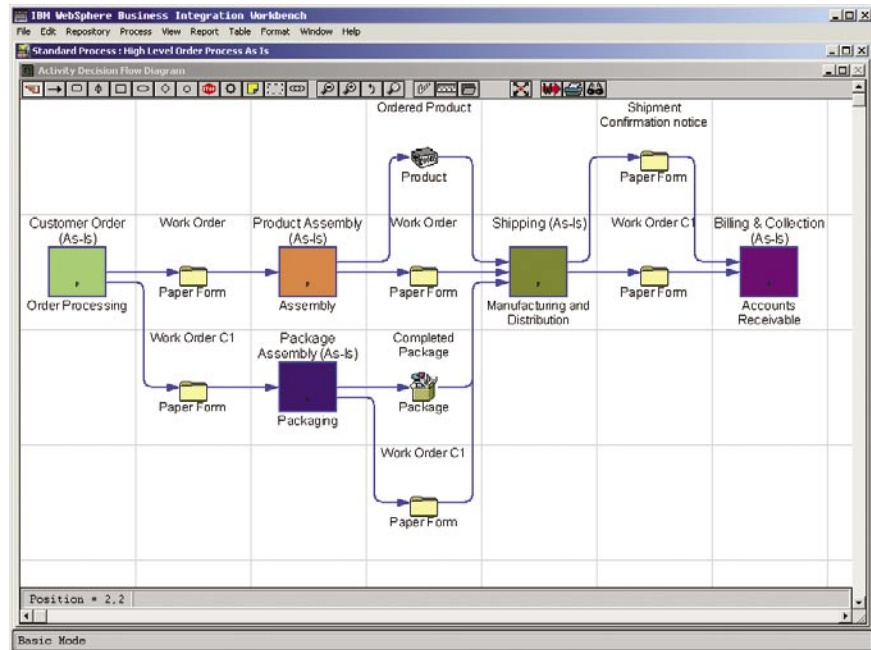 IBM WebSphere Business Integration Workbench
File Edit Repository Process View Report Table Format Window Help
Standard Process : High Level Order Process As Is
Activity Decision Flow Diagram
Ordered Product
Shipment
Confirmation notice
Product
Paper Form
Customer Order
(As-Is)
Work Order
Product Assembly
(As-Is)
Work Order
Shipping (As-Is)
Work Order C1
Billing & Collection
(As-Is)
Order Processing
Paper Form
Assembly
Paper Form
Manufacturing and
Distribution
Paper Form
Accounts
Receivable
Work Order C1
Package
Assembly (As-Is)
Completed
Package
Paper Form
Packaging
Package
Work Order C1
Paper Form
Position = 2,2
Basic Mode